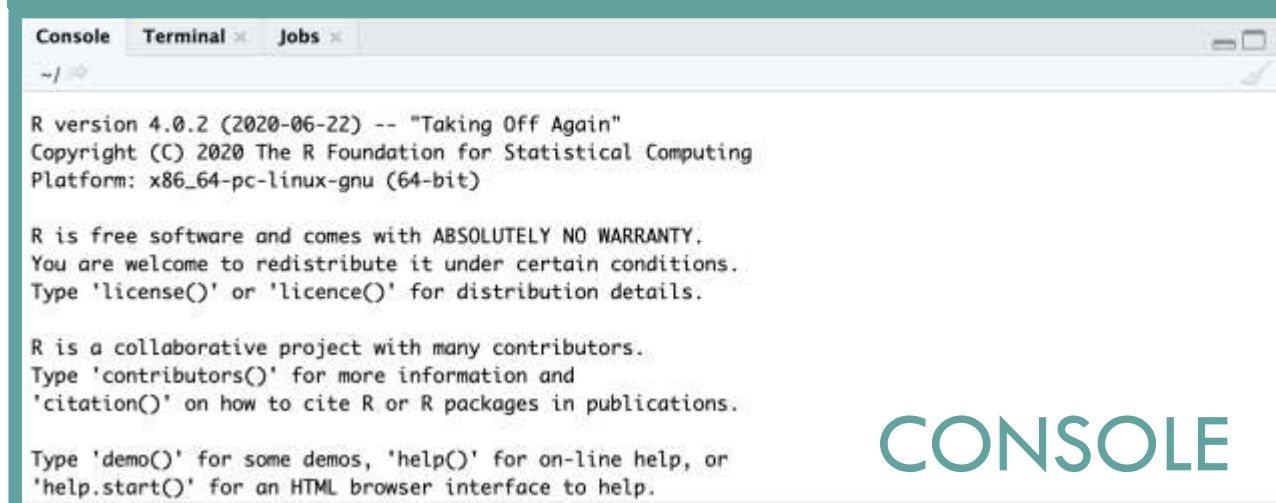 Console Terminal Jobs
~/
R version 4.0.2 (2020-06-22) -- "Taking Off Again"
Copyright (C) 2020 The R Foundation for Statistical Computing
Platform: x86_64-pc-linux-gnu (64-bit)
R is free software and comes with ABSOLUTELY NO WARRANTY.
You are welcome to redistribute it under certain conditions.
Type 'license()' or 'licence()' for distribution details.
R is a collaborative project with many contributors.
Type 'contributors()' for more information and
'citation()' on how to cite R or R packages in publications.
Type 'demo()' for some demos, 'help()' for on-line help, or
'help.start()' for an HTML browser interface to help.
CONSOLE